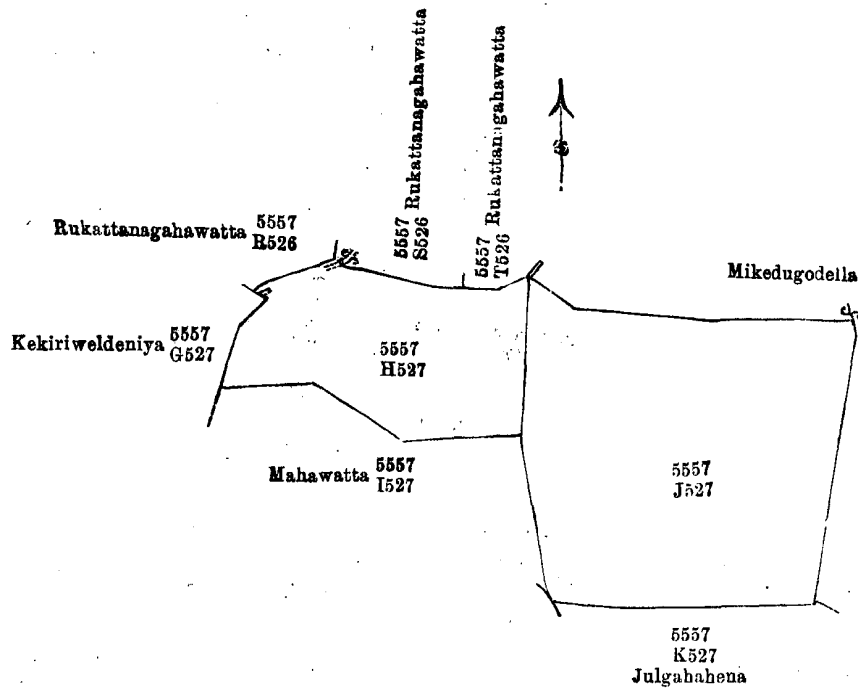 5557 Rukattanagahawatta
S526
5557 Rukattanagahawatta
T526
Rukattanagahawatta 5557
R526
Mikedugodella
Kekiriweldeniya 5557
G527
5557
H527
Mahawatta 5557
I527
5557
J527
5557
K527
Julgahahena